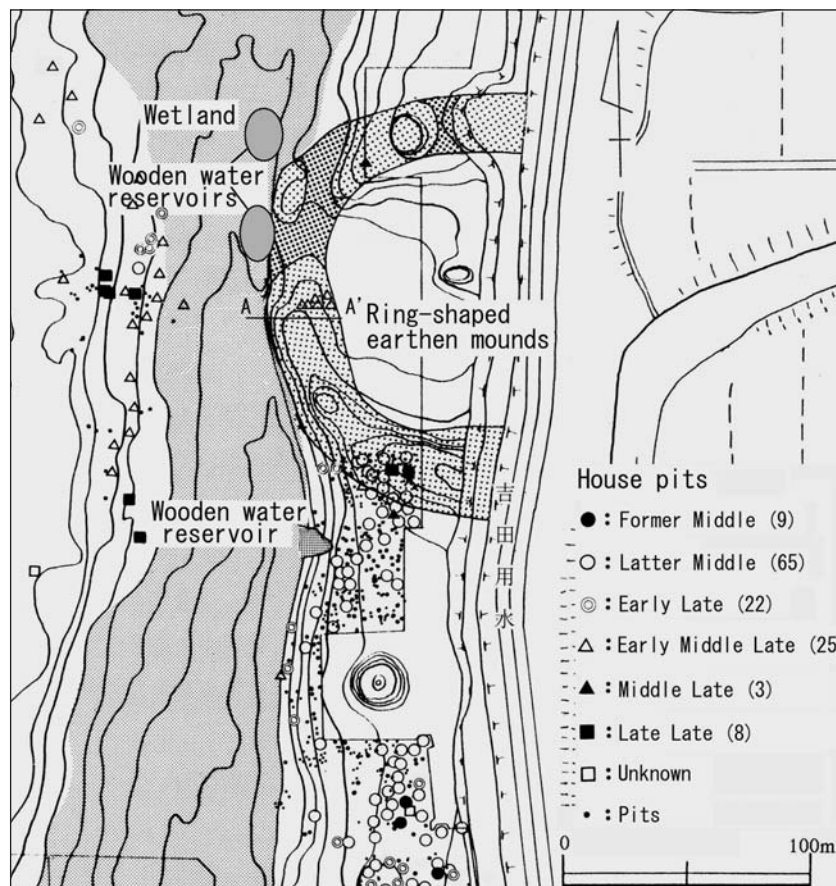 Wetland
Wooden water
reservoirs
A
A'
Ring-shaped
earthen mounds
Wooden water
reservoir
吉田用水
House pits
● : Former Middle (9)
○ : Latter Middle (65)
◎ : Early Late (22)
△ : Early Middle Late (25
▲ : Middle Late (3)
■ : Late Late (8)
□ : Unknown
• : Pits
0
100m